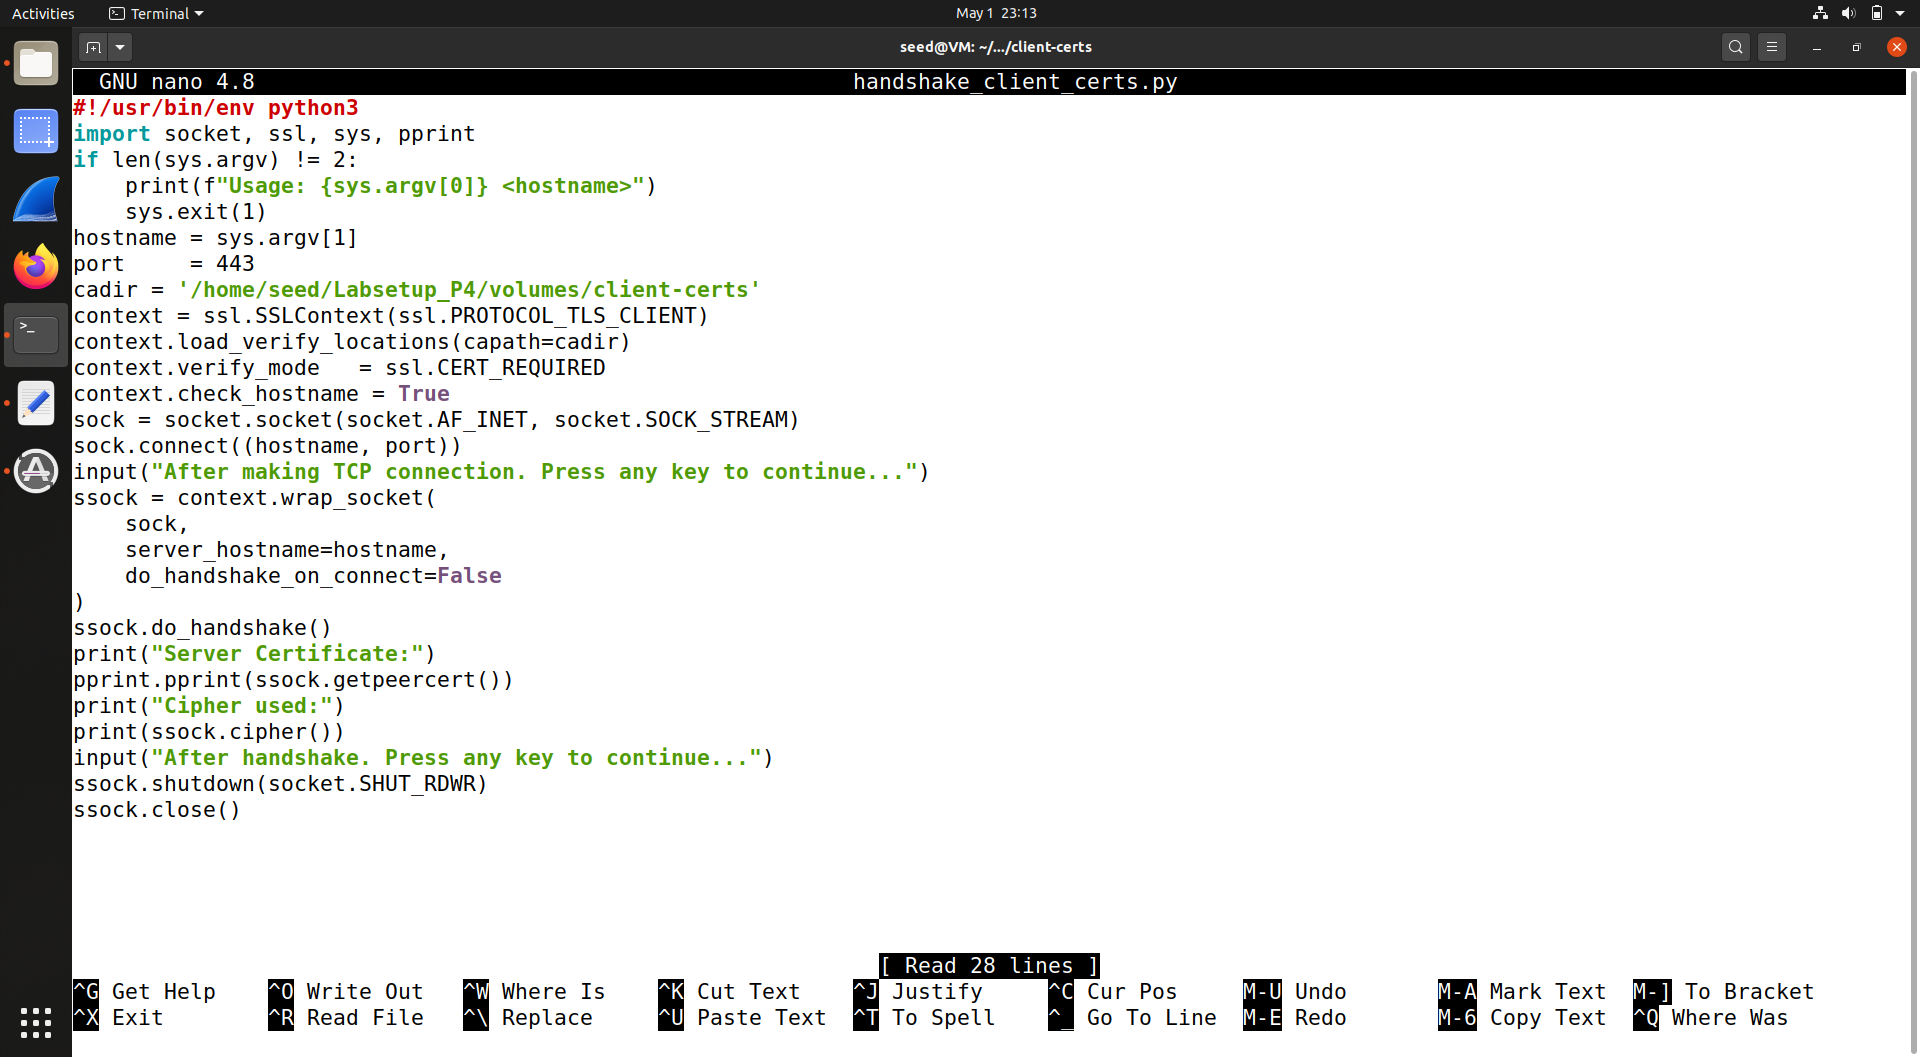 Activities
Terminal
May 1 23:13
seed@VM: ~/.../client-certs
GNU nano 4.8 handshake_client_certs.py
#!/usr/bin/env python3
import socket, ssl, sys, pprint
if len(sys.argv) != 2:
    print(f"Usage: {sys.argv[0]} <hostname>")
    sys.exit(1)
hostname = sys.argv[1]
port     = 443
cadir = '/home/seed/Labsetup_P4/volumes/client-certs'
context = ssl.SSLContext(ssl.PROTOCOL_TLS_CLIENT)
context.load_verify_locations(capath=cadir)
context.verify_mode   = ssl.CERT_REQUIRED
context.check_hostname = True
sock = socket.socket(socket.AF_INET, socket.SOCK_STREAM)
sock.connect((hostname, port))
input("After making TCP connection. Press any key to continue...")
ssock = context.wrap_socket(
    sock,
    server_hostname=hostname,
    do_handshake_on_connect=False
)
ssock.do_handshake()
print("Server Certificate:")
pprint.pprint(ssock.getpeercert())
print("Cipher used:")
print(ssock.cipher())
input("After handshake. Press any key to continue...")
ssock.shutdown(socket.SHUT_RDWR)
ssock.close()
[ Read 28 lines ]
^G Get Help ^O Write Out ^W Where Is ^K Cut Text ^J Justify ^C Cur Pos M-U Undo M-A Mark Text M-] To Bracket
^X Exit ^R Read File ^\ Replace ^U Paste Text ^T To Spell ^_ Go To Line M-E Redo M-6 Copy Text ^Q Where Was